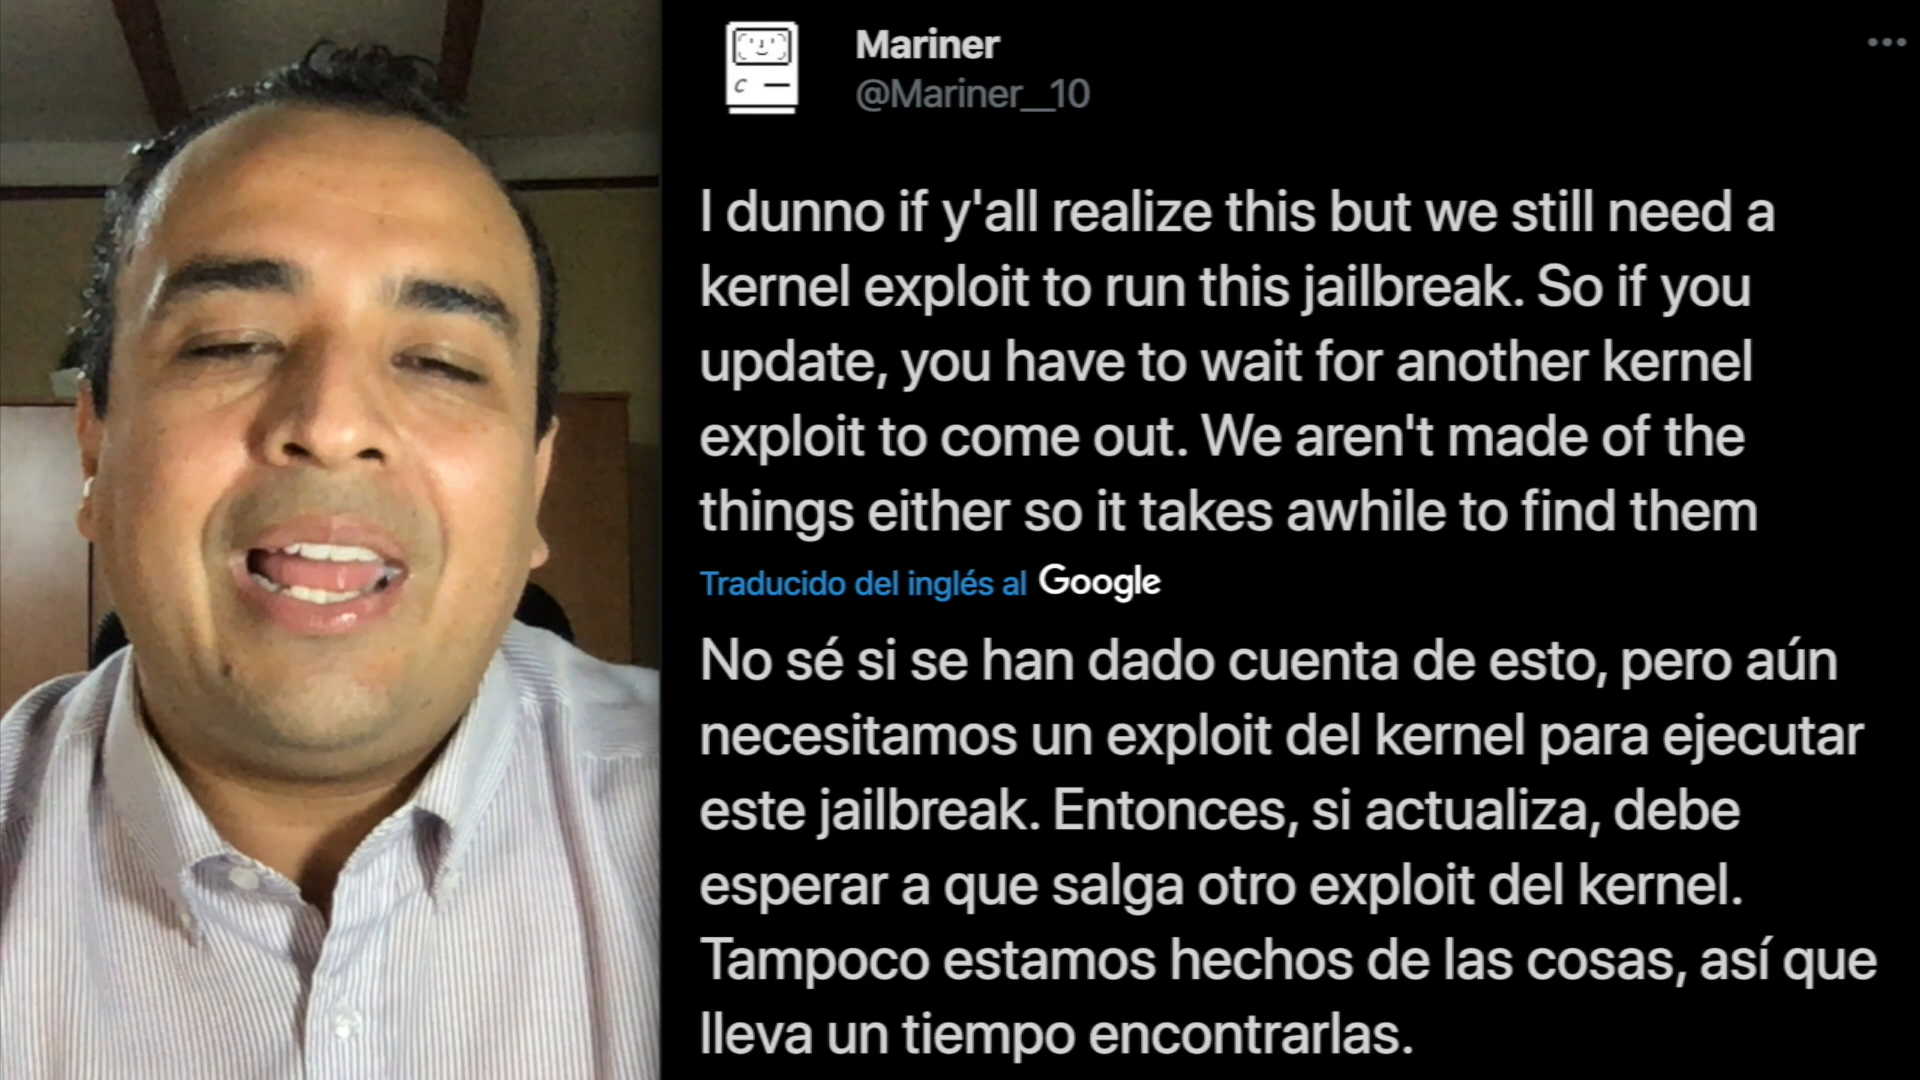 Mariner
@Mariner__10
I dunno if y'all realize this but we still need a
kernel exploit to run this jailbreak. So if you
update, you have to wait for another kernel
exploit to come out. We aren't made of the
things either so it takes awhile to find them
Traducido del inglés al Google
No sé si se han dado cuenta de esto, pero aún
necesitamos un exploit del kernel para ejecutar
este jailbreak. Entonces, si actualiza, debe
esperar a que salga otro exploit del kernel.
Tampoco estamos hechos de las cosas, así que
lleva un tiempo encontrarlas.